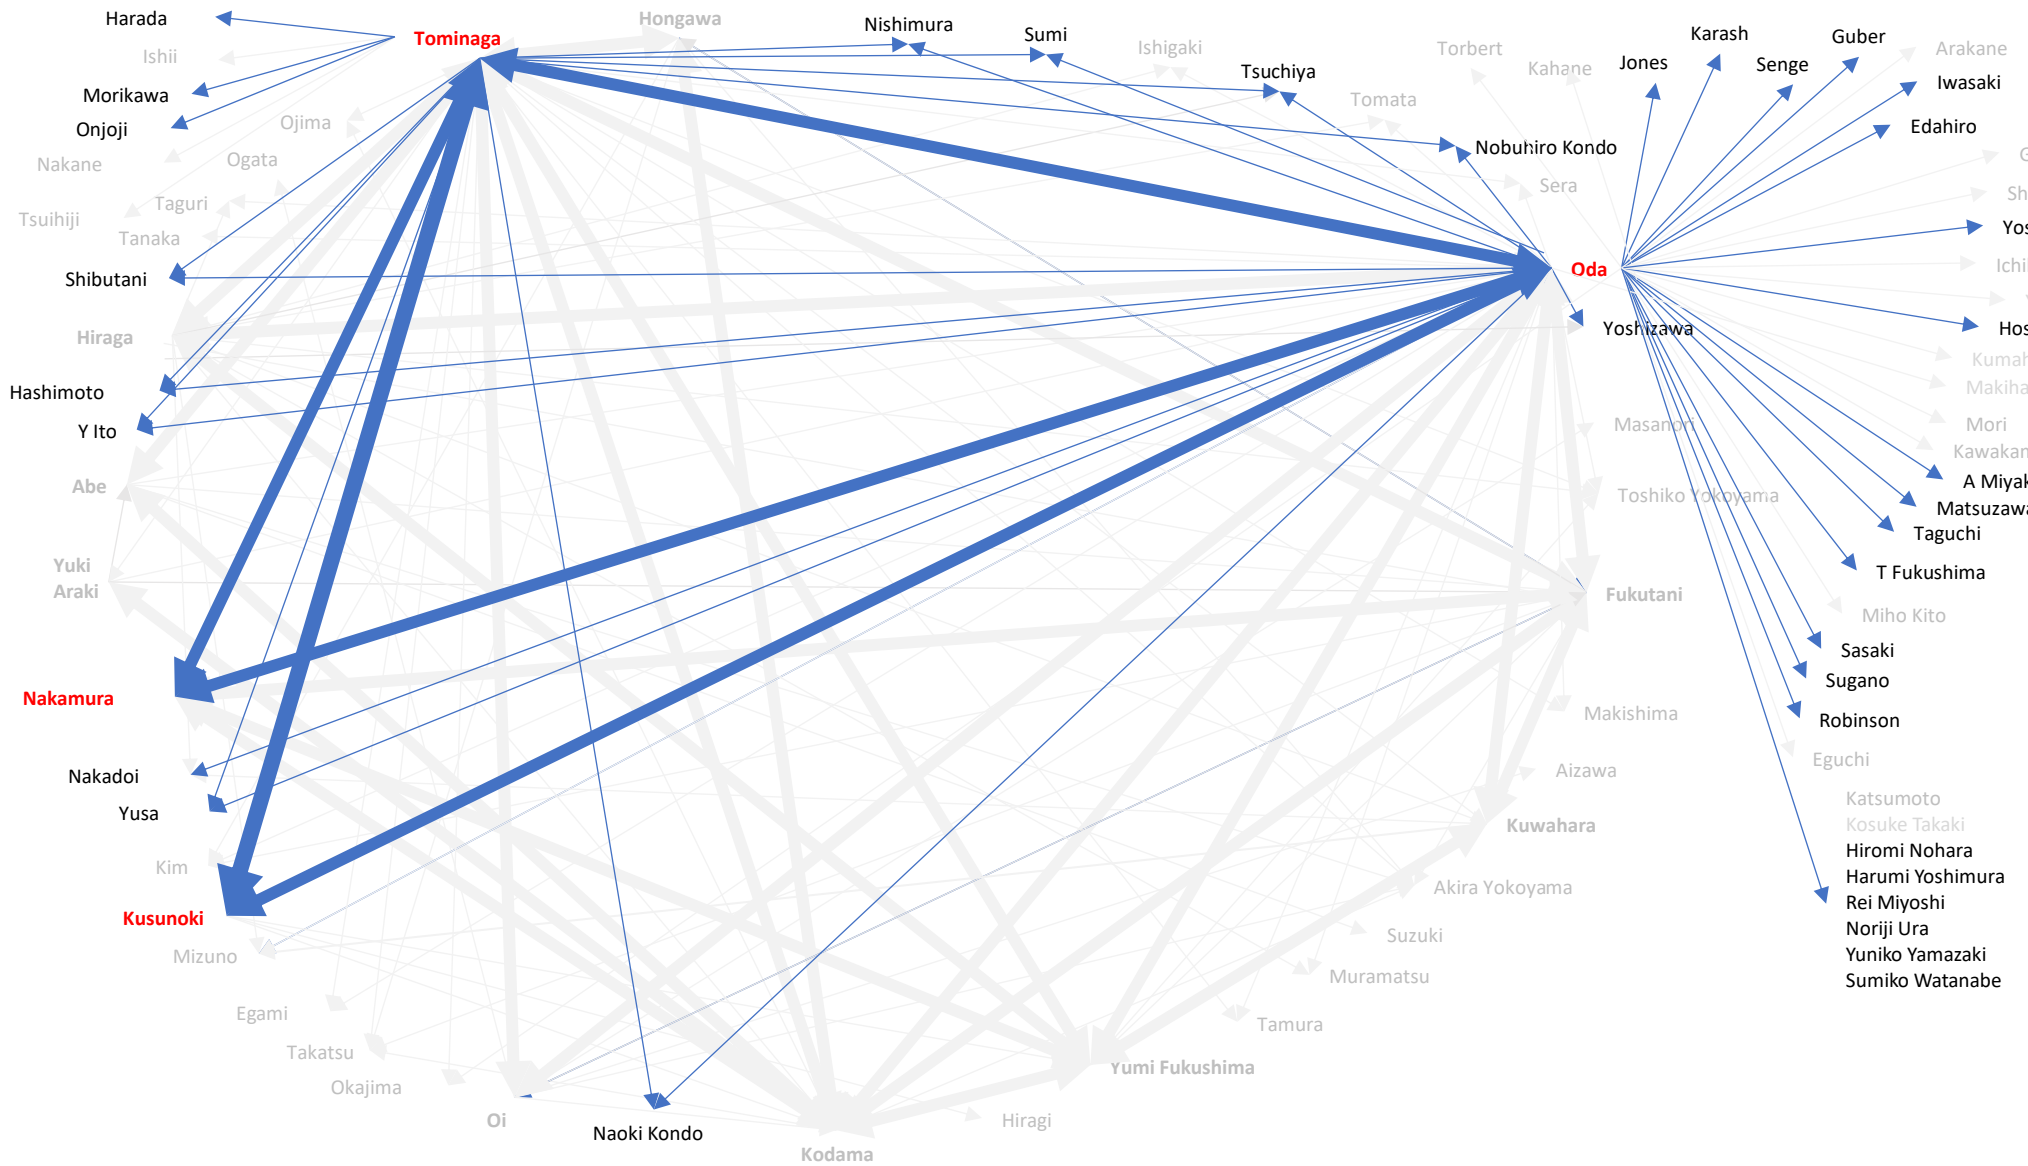 Harada
Tominaga
Hongawa
Nishimura
Sumi
Ishigaki
Tsuchiya
Torbert
Kahane
Jones
Karash
Senge
Guber
Arakane
Ishii
Iwasaki
Morikawa
Onjoji
Ojima
Tomata
Edahiro
Nakane
Ogata
Nobuhiro Kondo
Sera
Tsuihiji
Taguri
Tanaka
Shibutani
Oda
Hiraga
Yoshizawa
Hashimoto
Y Ito
Masanori
Mori
Abe
Toshiko Yokoyama
Taguchi
Yuki
Araki
T Fukushima
Fukutani
Miho Kito
Sasaki
Sugano
Nakamura
Makishima
Robinson
Nakadoi
Aizawa
Eguchi
Yusa
Kuwahara
Katsumoto
Kosuke Takaki
Hiromi Nohara
Harumi Yoshimura
Rei Miyoshi
Noriji Ura
Yuniko Yamazaki
Sumiko Watanabe
Kim
Akira Yokoyama
Kusunoki
Suzuki
Mizuno
Muramatsu
Egami
Tamura
Takatsu
Yumi Fukushima
Okajima
Oi
Hiragi
Naoki Kondo
Kodama